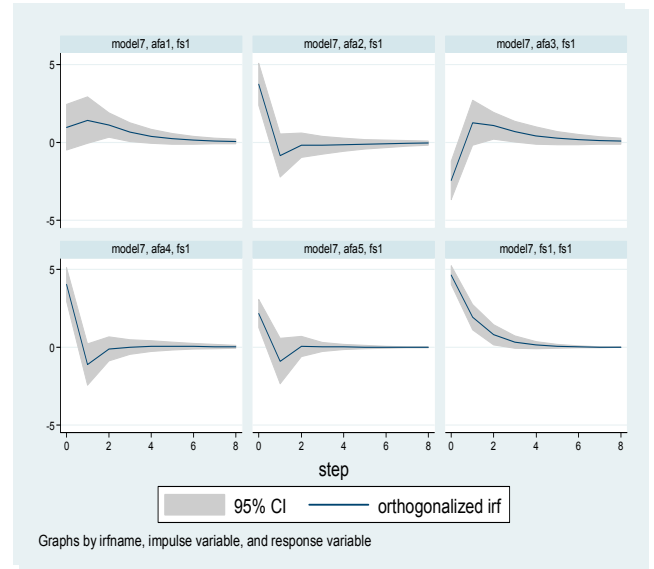 model7, afa1, fs1
model7, afa2, fs1
model7, afa3, fs1
5
0
-5
model7, afa4, fs1
model7, afa5, fs1
model7, fs1, fs1
5
0
-5
0 2 4 6 8
0 2 4 6 8
0 2 4 6 8
step
95% CI
orthogonalized irf
Graphs by irfname, impulse variable, and response variable